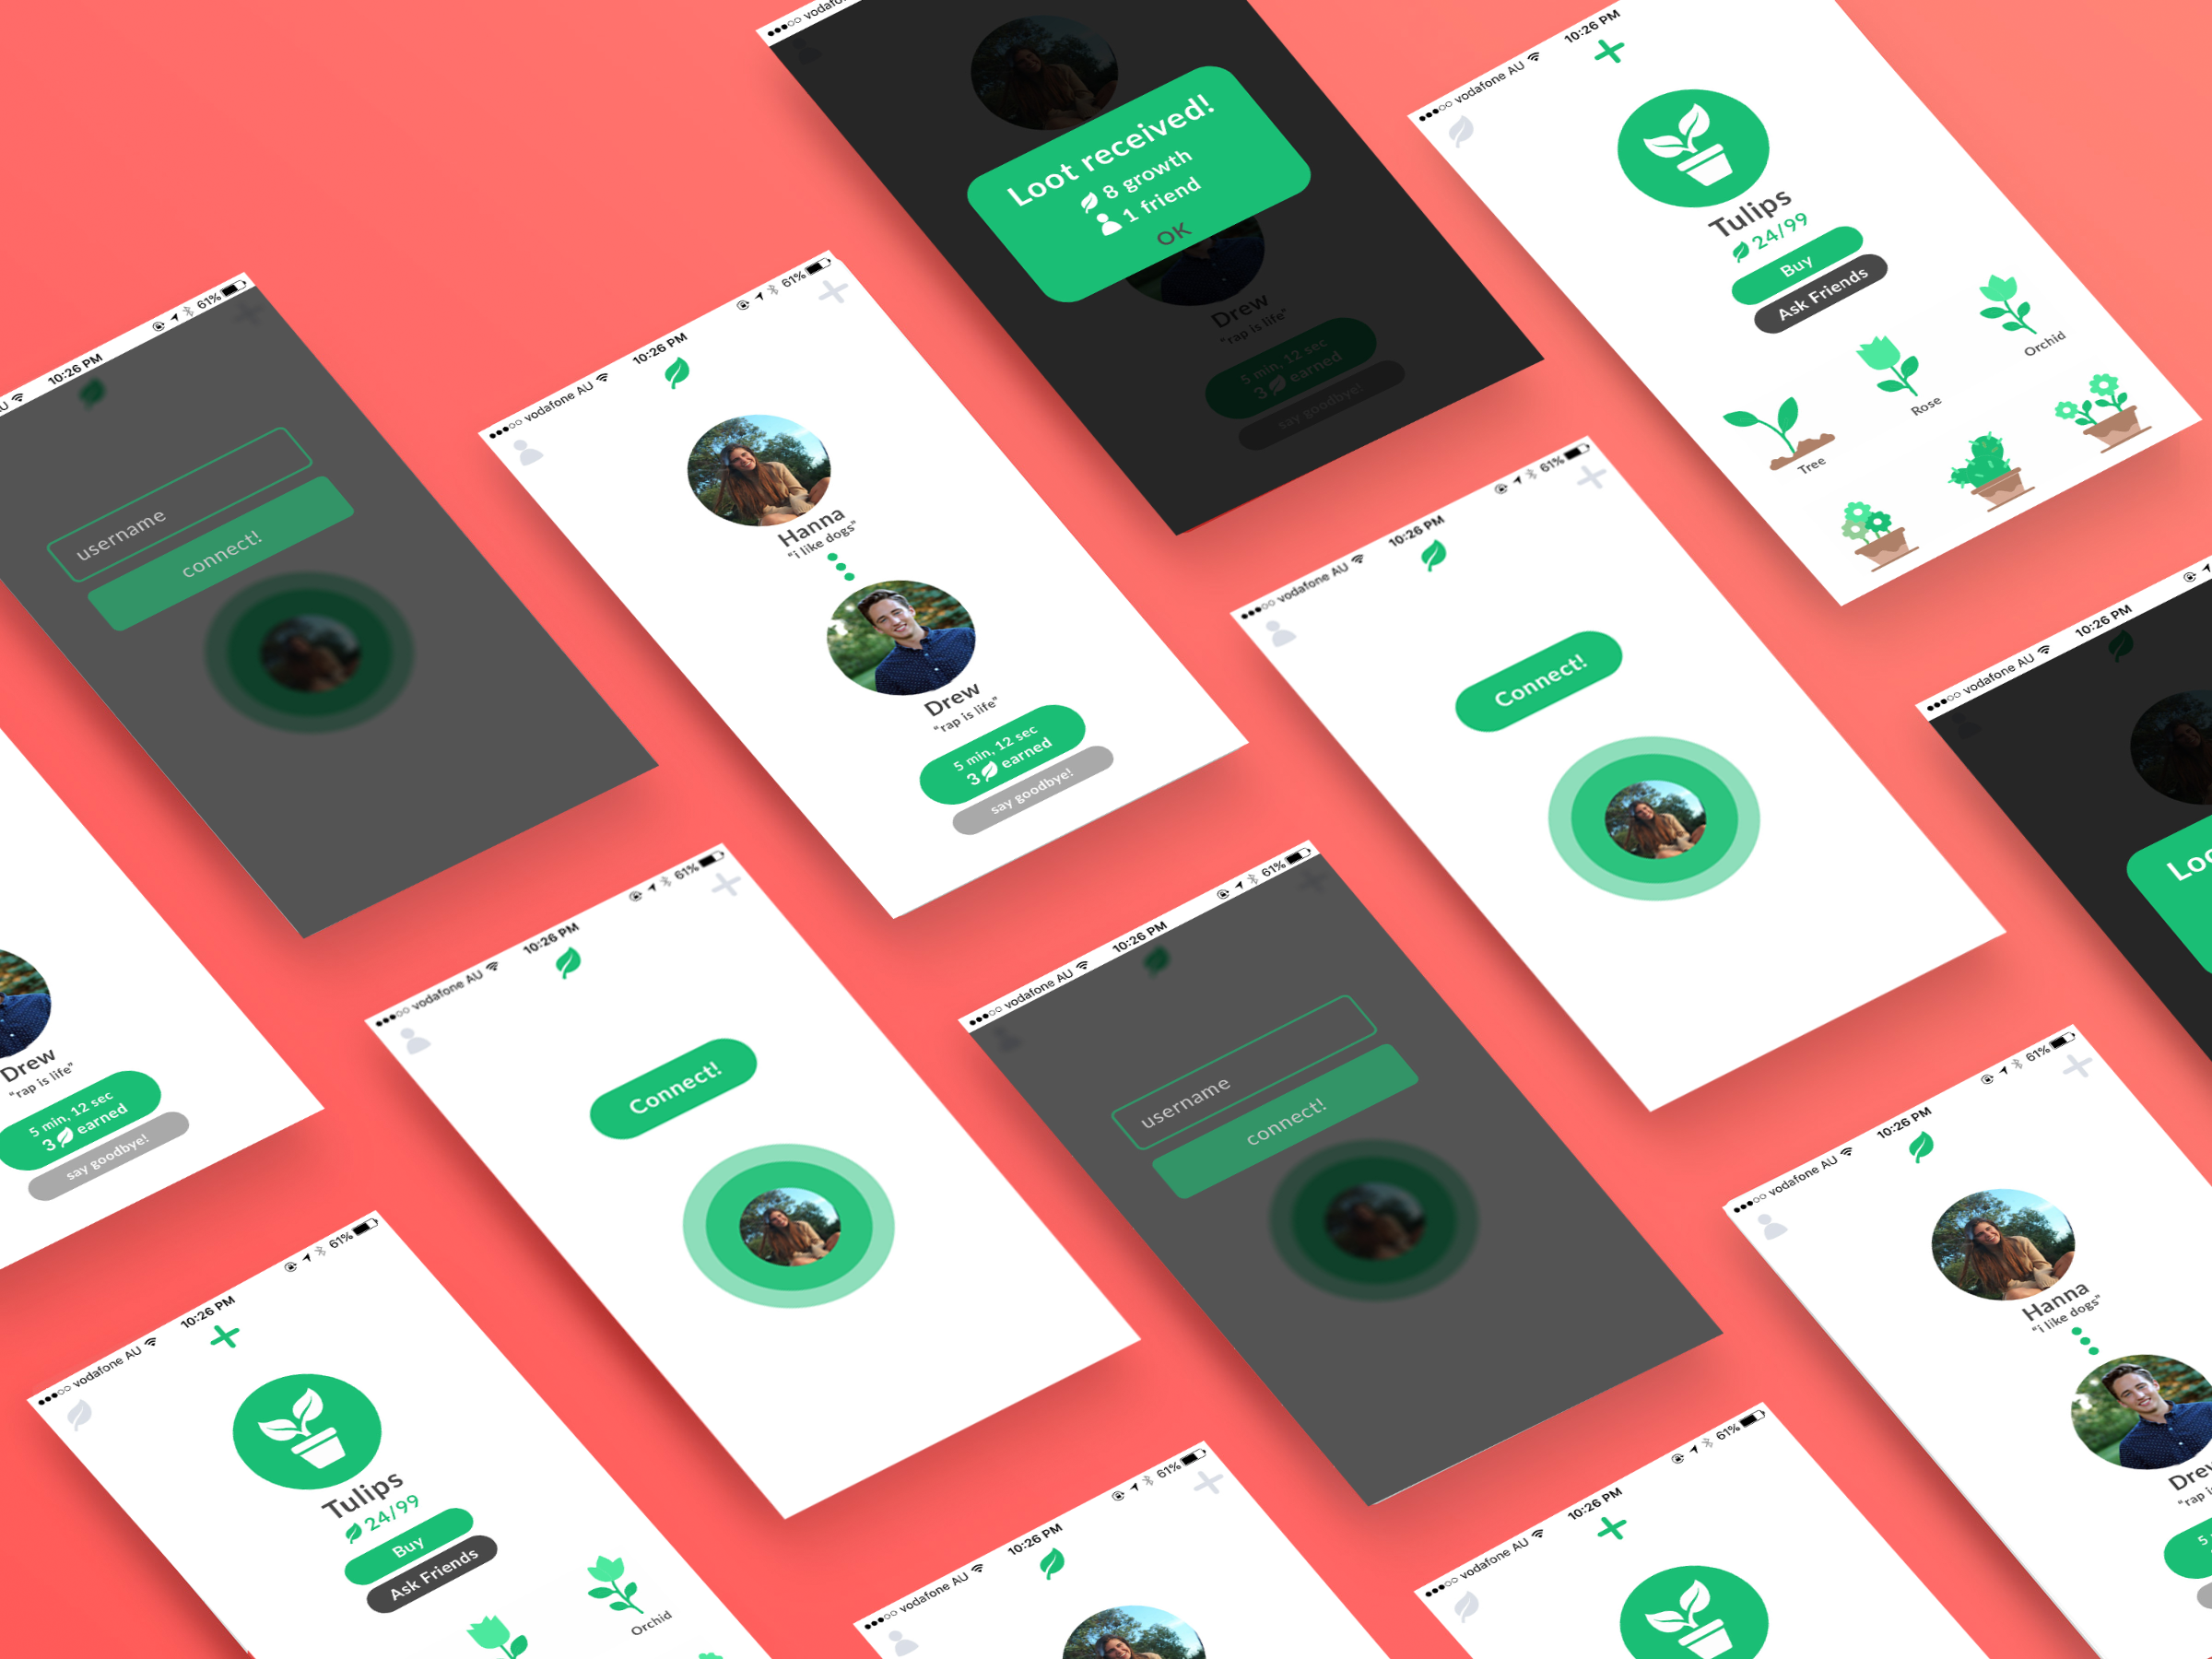 vodafone
Loot received!
8 growth
1 friend
OK
Drew
"rap is life"
5 min, 12 sec
3 earned
say goodbye!
vodafone AU
10:26 PM
Tulips
24/99
Buy
Ask Friends
Orchid
Rose
Tree
10:26 PM
61%
username
connect!
vodafone AU
10:26 PM
61%
Hanna
"i like dogs"
Drew
"rap is life"
5 min, 12 sec
3 earned
say goodbye!
vodafone AU
10:26 PM
61%
Connect!
vodafone AU
10:26 PM
Drew
"rap is life"
5 min, 12 sec
3 earned
say goodbye!
vodafone AU
10:26 PM
61%
Connect!
vodafone AU
10:26 PM
61%
username
connect!
vodafone AU
10:26 PM
61%
Hanna
"i like dogs"
vodafone AU
10:26 PM
61%
Tulips
24/99
Buy
Ask Friends
Orchid
vodafone AU
10:26 PM
61%
vodafone AU
10:26 PM
61%